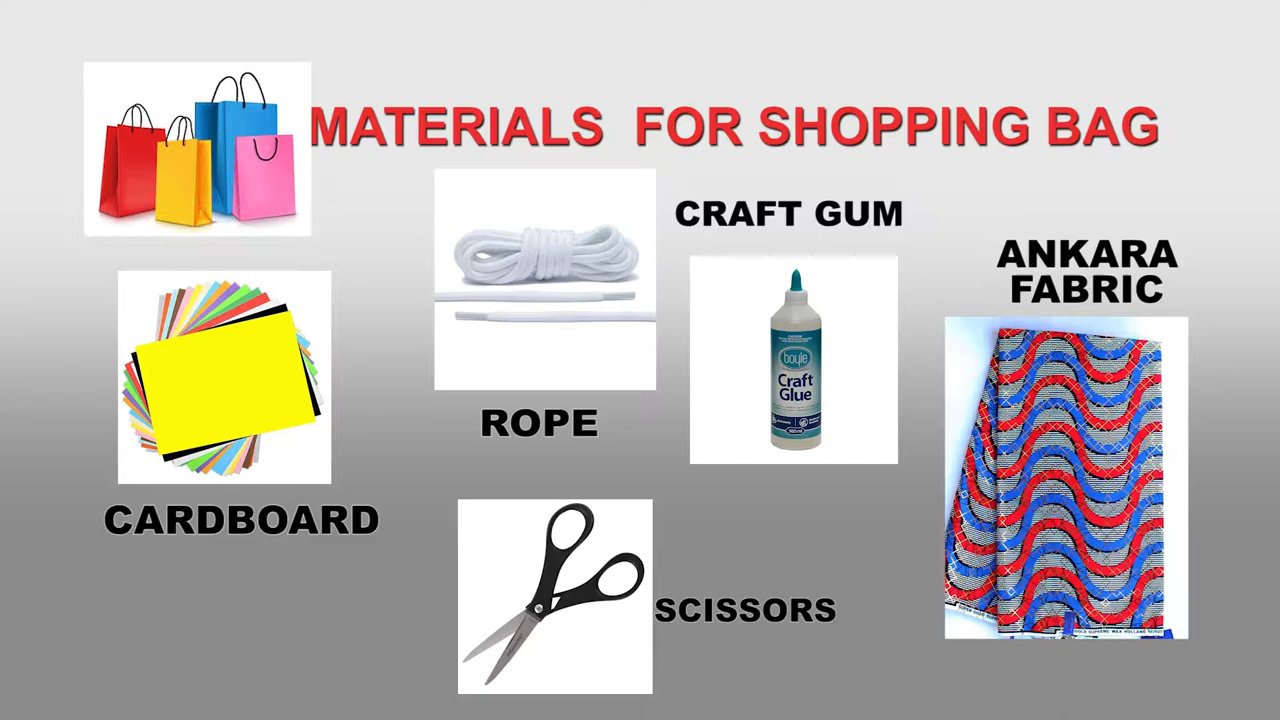 MATERIALS FOR SHOPPING BAG
CRAFT GUM
ANKARA
FABRIC
boyle
Craft
Glue
ROPE
CARDBOARD
SCISSORS